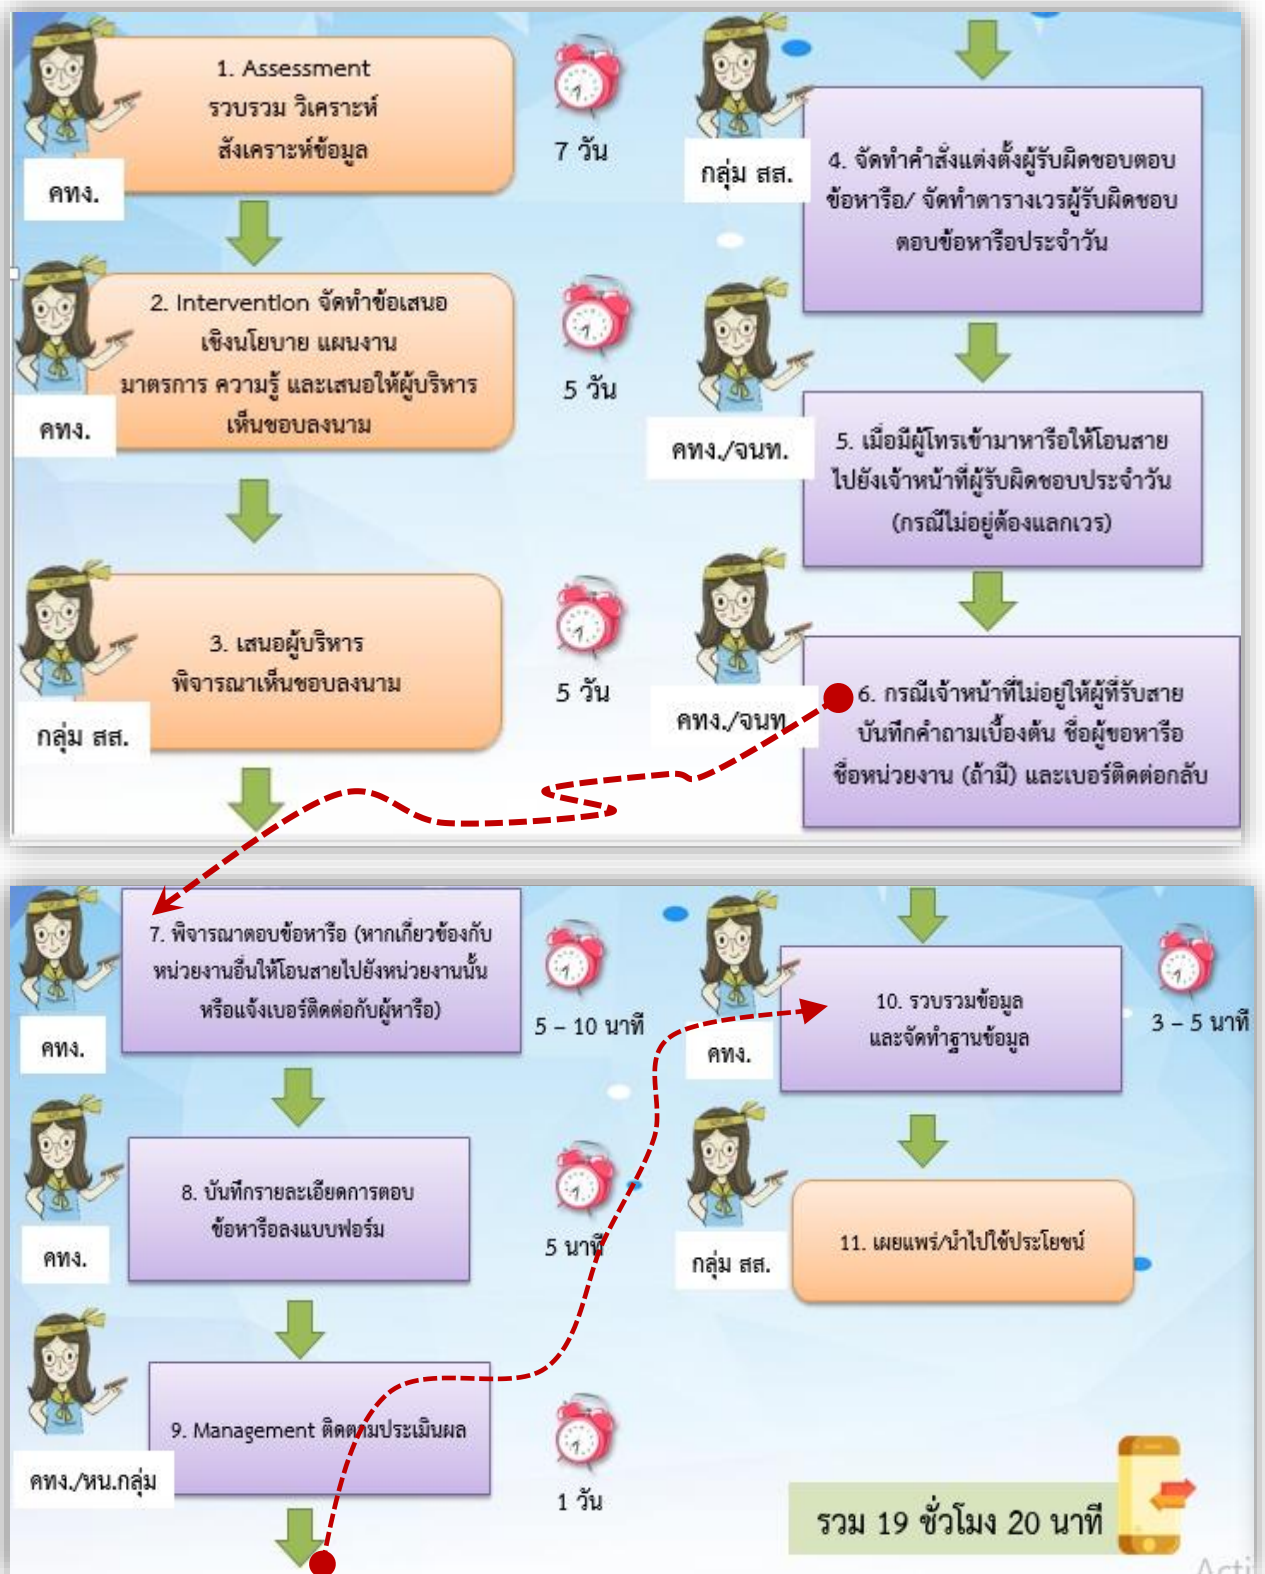 1. Assessment
รวบรวม วิเคราะห์
สังเคราะห์ข้อมูล
คทง.
7 วัน
2. Intervention จัดทำข้อเสนอ
เชิงนโยบาย แผนงาน
มาตรการ ความรู้ และเสนอให้ผู้บริหาร
เห็นชอบลงนาม
คทง.
5 วัน
3. เสนอผู้บริหาร
พิจารณาเห็นชอบลงนาม
กลุ่ม สส.
5 วัน
4. จัดทำคำสั่งแต่งตั้งผู้รับผิดชอบตอบ
ข้อหารือ/ จัดทำตารางเวรผู้รับผิดชอบ
ตอบข้อหารือประจำวัน
กลุ่ม สส.
5. เมื่อมีผู้โทรเข้ามาหารือให้โอนสาย
ไปยังเจ้าหน้าที่ผู้รับผิดชอบประจำวัน
(กรณีไม่อยู่ต้องแลกเวร)
คทง./จนท.
6. กรณีเจ้าหน้าที่ไม่อยู่ให้ผู้ที่รับสาย
บันทึกคำถามเบื้องต้น ชื่อผู้ขอหารือ
ชื่อหน่วยงาน (ถ้ามี) และเบอร์ติดต่อกลับ
คทง./จนท
7. พิจารณาตอบข้อหารือ (หากเกี่ยวข้องกับ
หน่วยงานอื่นให้โอนสายไปยังหน่วยงานนั้น
หรือแจ้งเบอร์ติดต่อกับผู้หารือ)
คทง.
5 – 10 นาที
8. บันทึกรายละเอียดการตอบ
ข้อหารือลงแบบฟอร์ม
คทง.
5 นาที
9. Management ติดตามประเมินผล
คทง./หน.กลุ่ม
1 วัน
10. รวบรวมข้อมูล
และจัดทำฐานข้อมูล
คทง.
3 – 5 นาที
11. เผยแพร่/นำไปใช้ประโยชน์
กลุ่ม สส.
รวม 19 ชั่วโมง 20 นาที
Acti